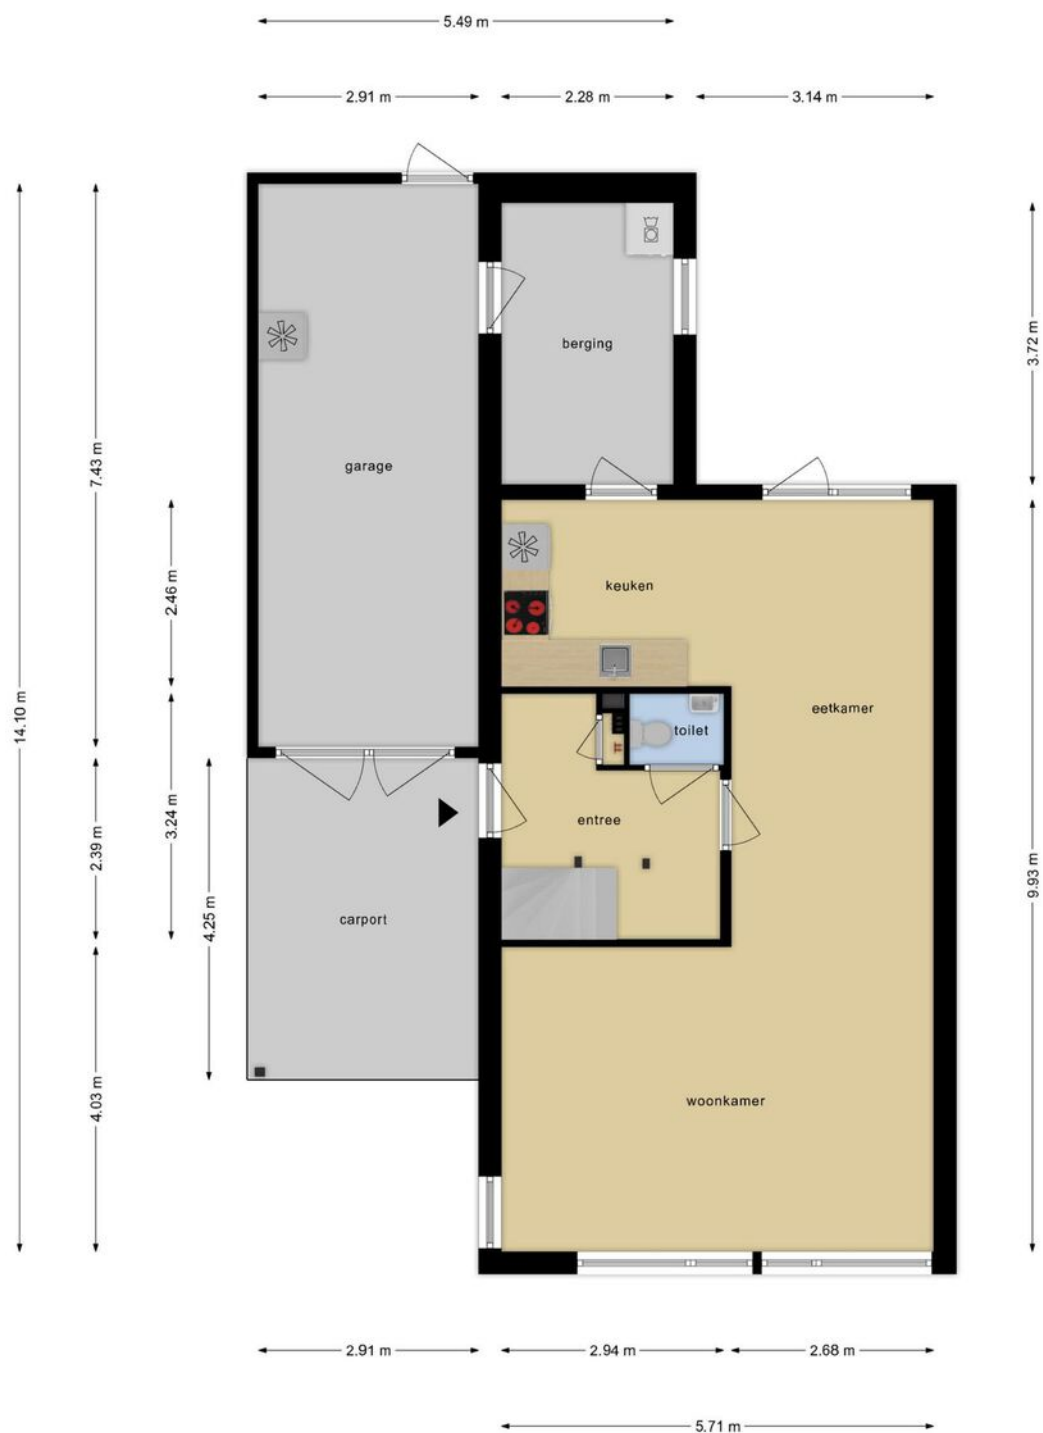 5.49 m
2.91 m
2.28 m
3.14 m
berging
3.72 m
garage
7.43 m
keuken
2.46 m
14.10 m
eetkamer
toilet
entree
3.24 m
2.39 m
9.93 m
carport
4.25 m
4.03 m
woonkamer
2.91 m
2.94 m
2.68 m
5.71 m